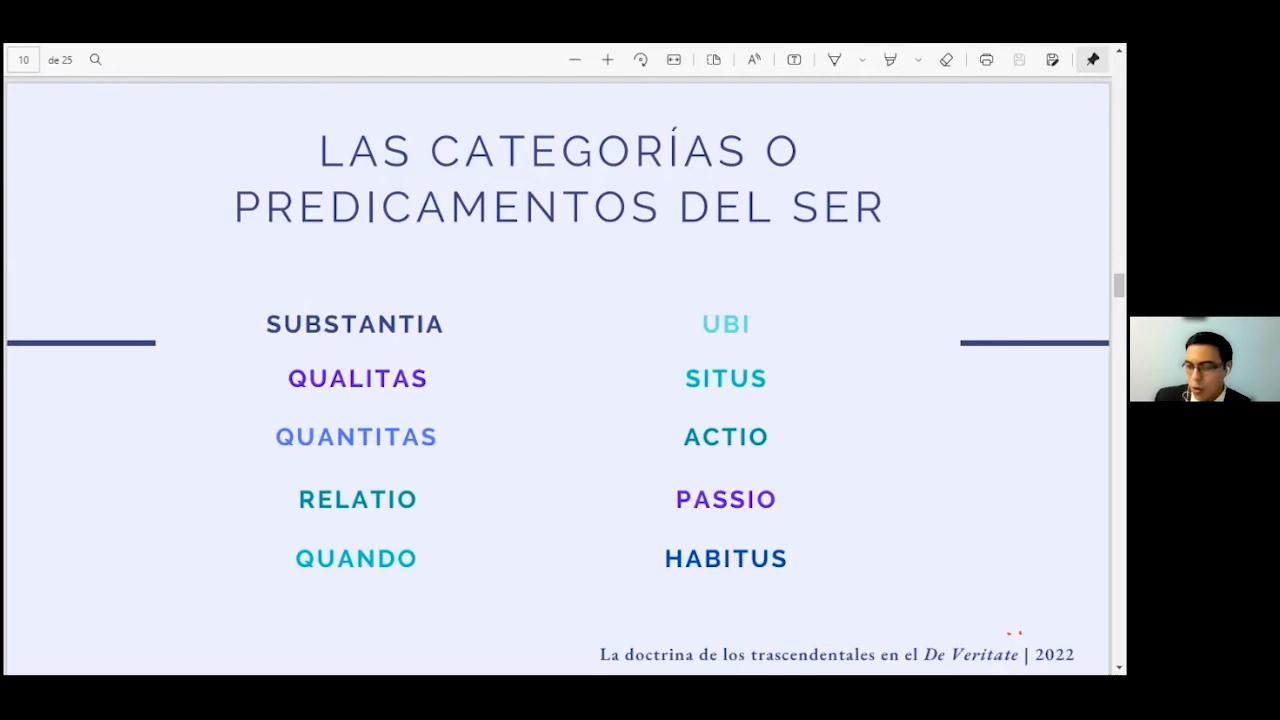 10 de 25
LAS CATEGORÍAS O
PREDICAMENTOS DEL SER
SUBSTANTIA
QUALITAS
QUANTITAS
RELATIO
QUANDO
UBI
SITUS
ACTIO
PASSIO
HABITUS
La doctrina de los trascendentales en el De Veritate | 2022